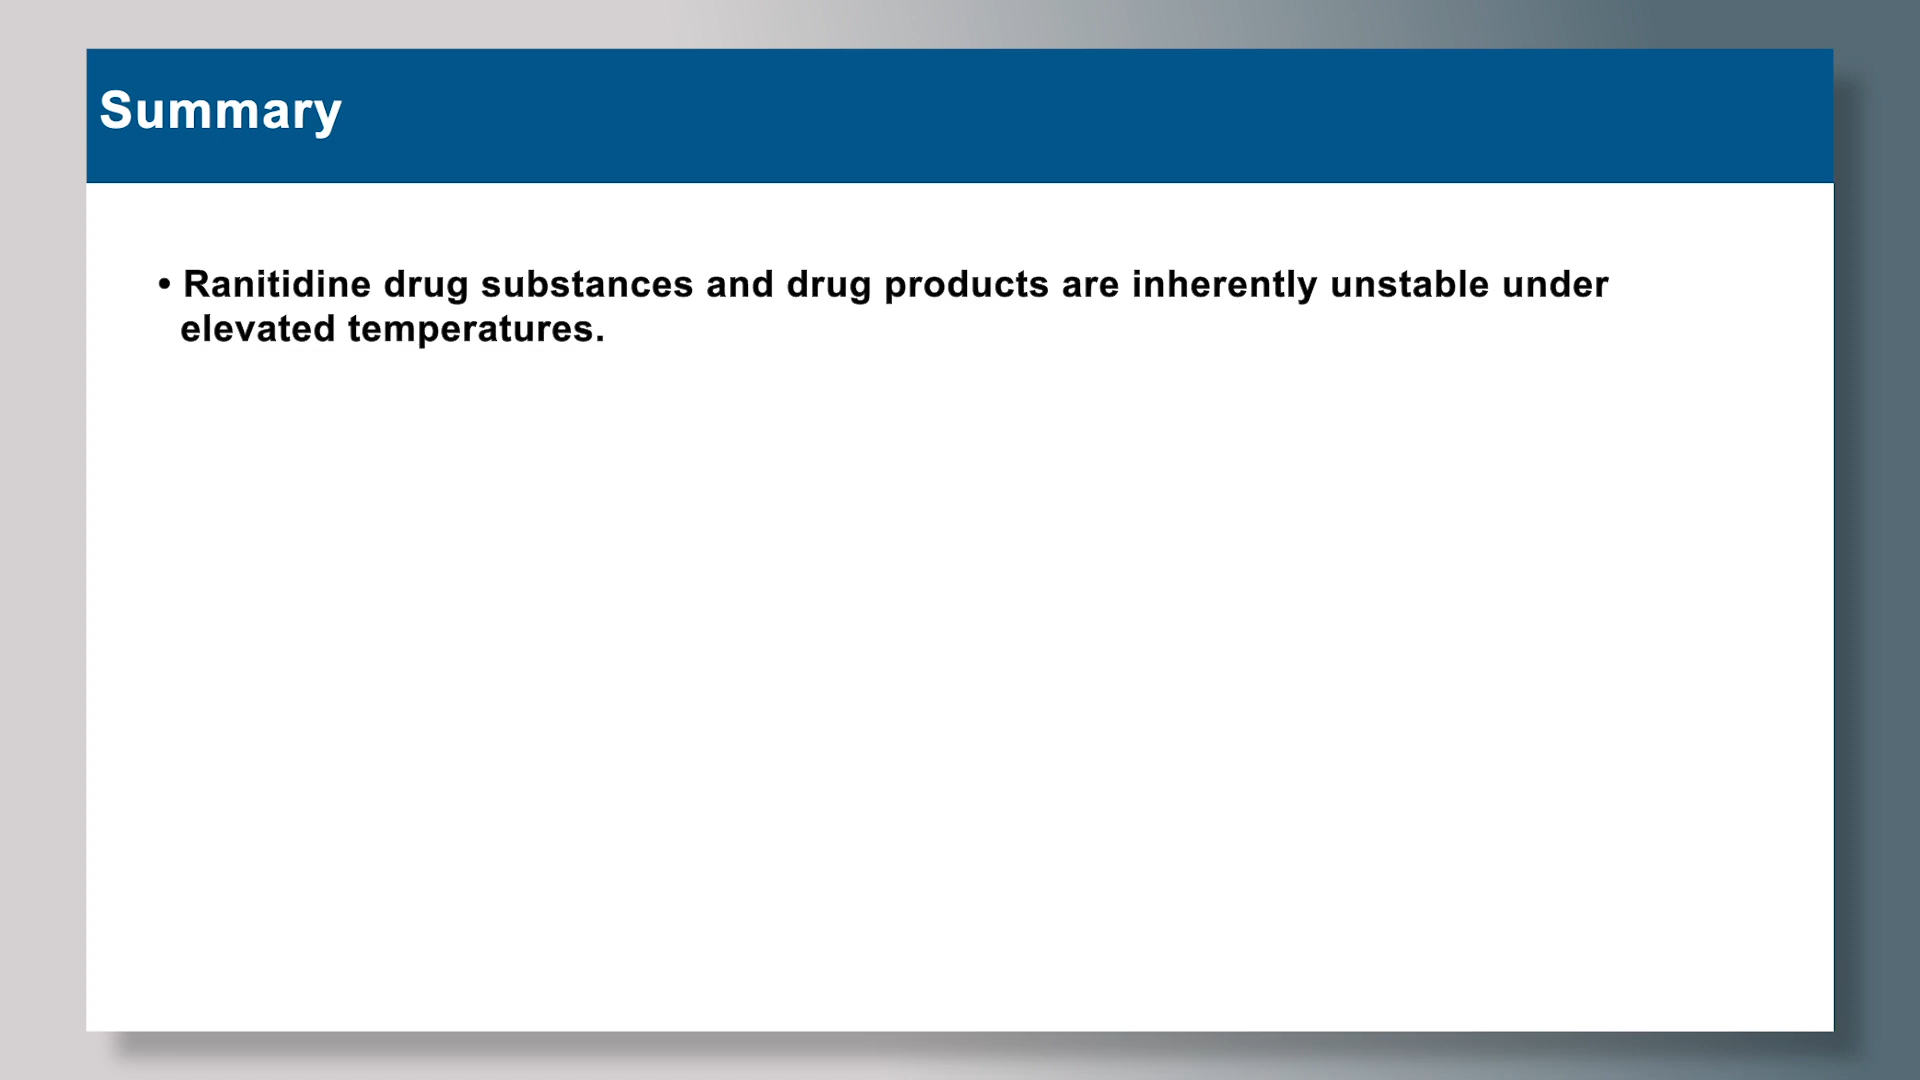 Summary
• Ranitidine drug substances and drug products are inherently unstable under
elevated temperatures.